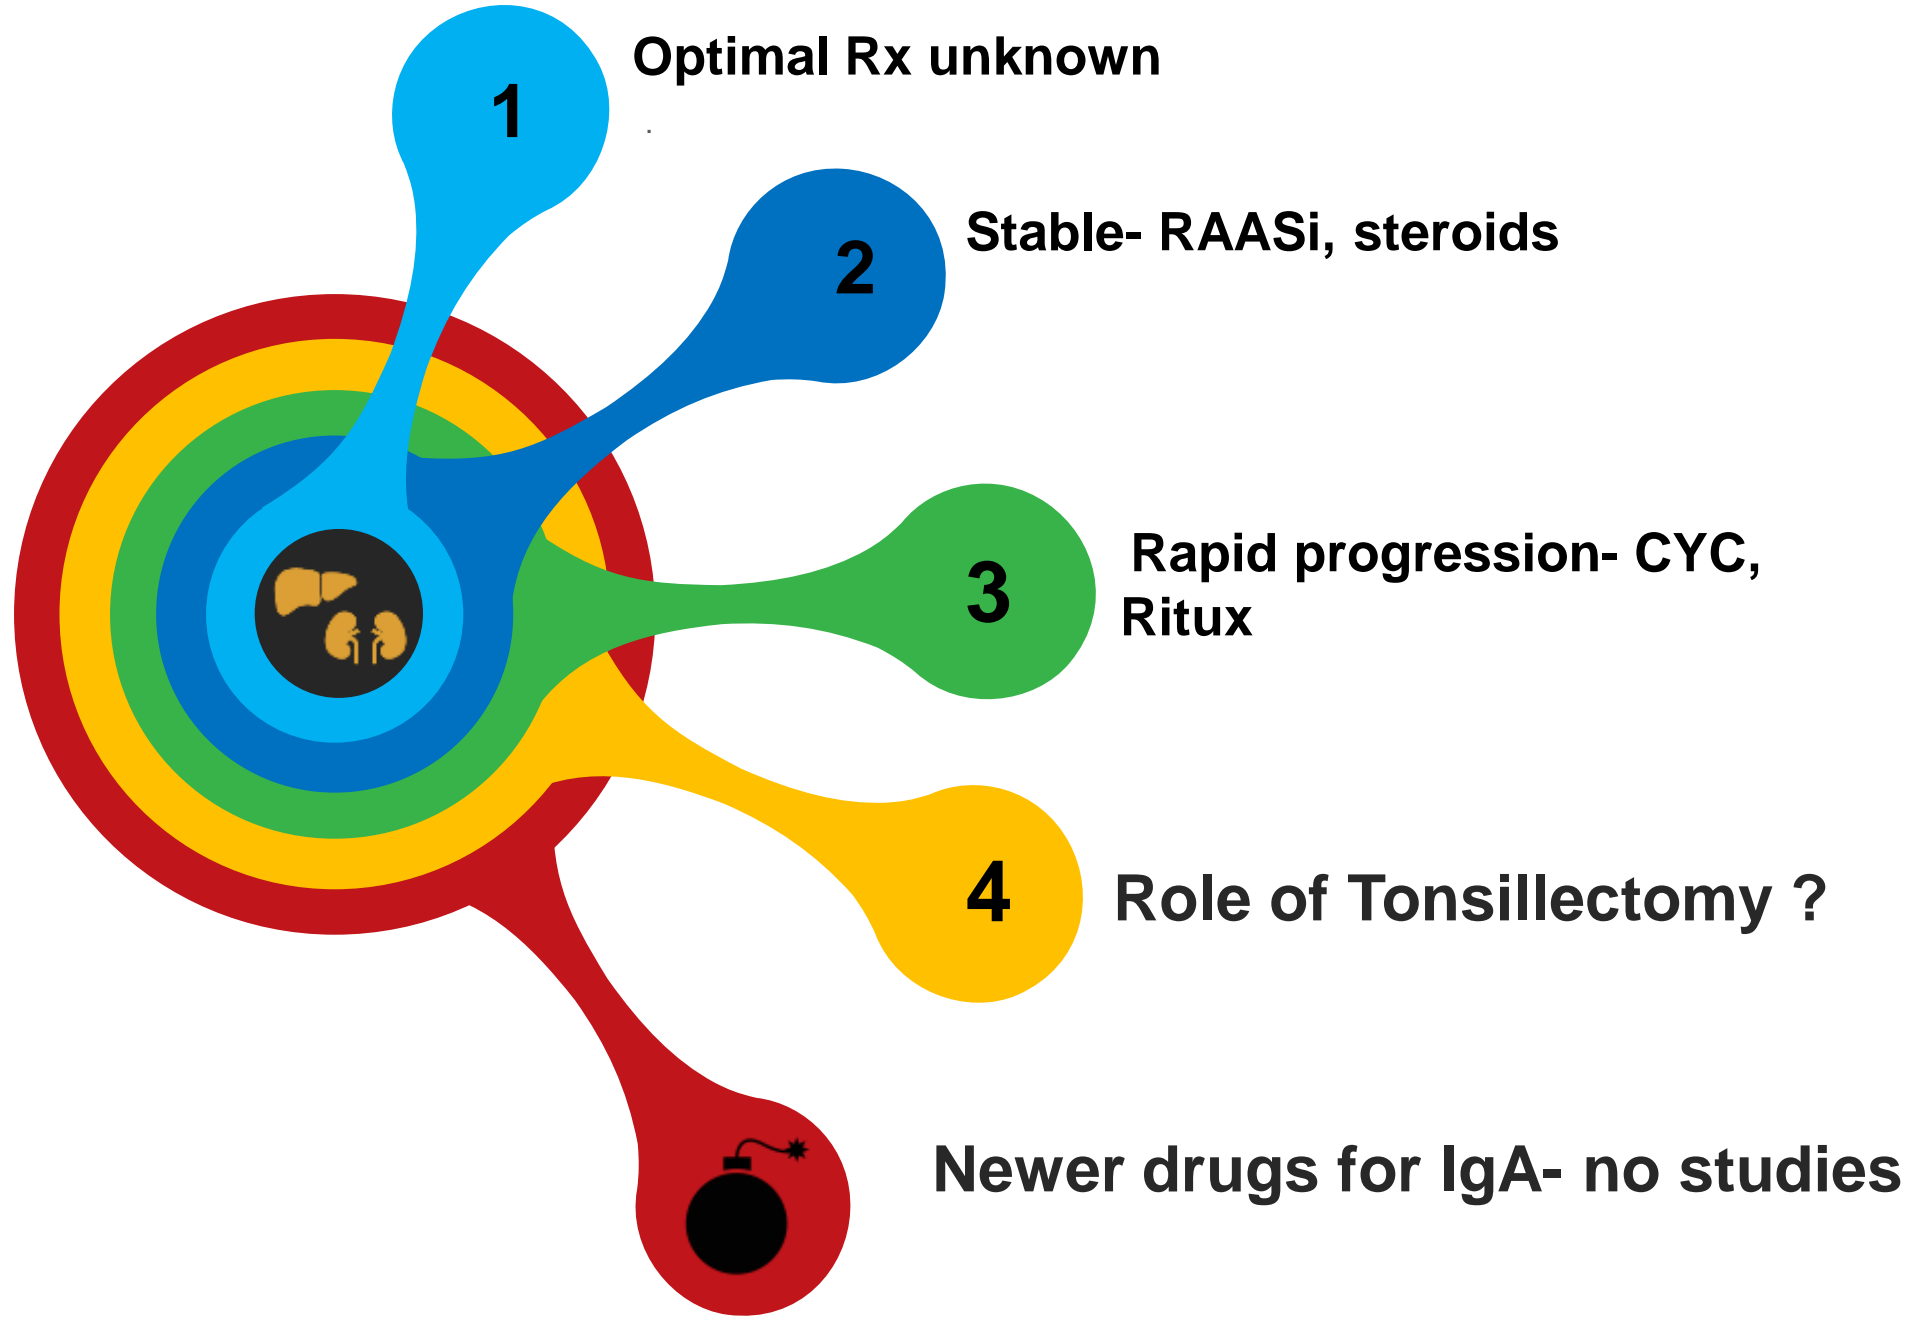 1
Optimal Rx unknown
.
2
Stable- RAASi, steroids
3
Rapid progression- CYC,
Ritux
4
Role of Tonsillectomy ?
Newer drugs for IgA- no studies